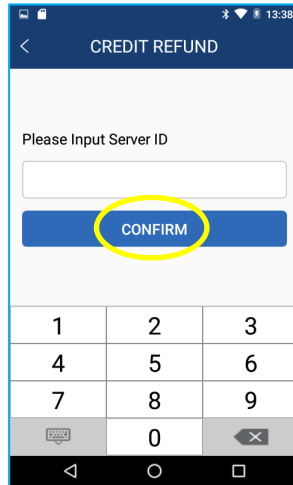 13:38
CREDIT REFUND
Please Input Server ID
CONFIRM
1 2 3
4 5 6
7 8 9
0